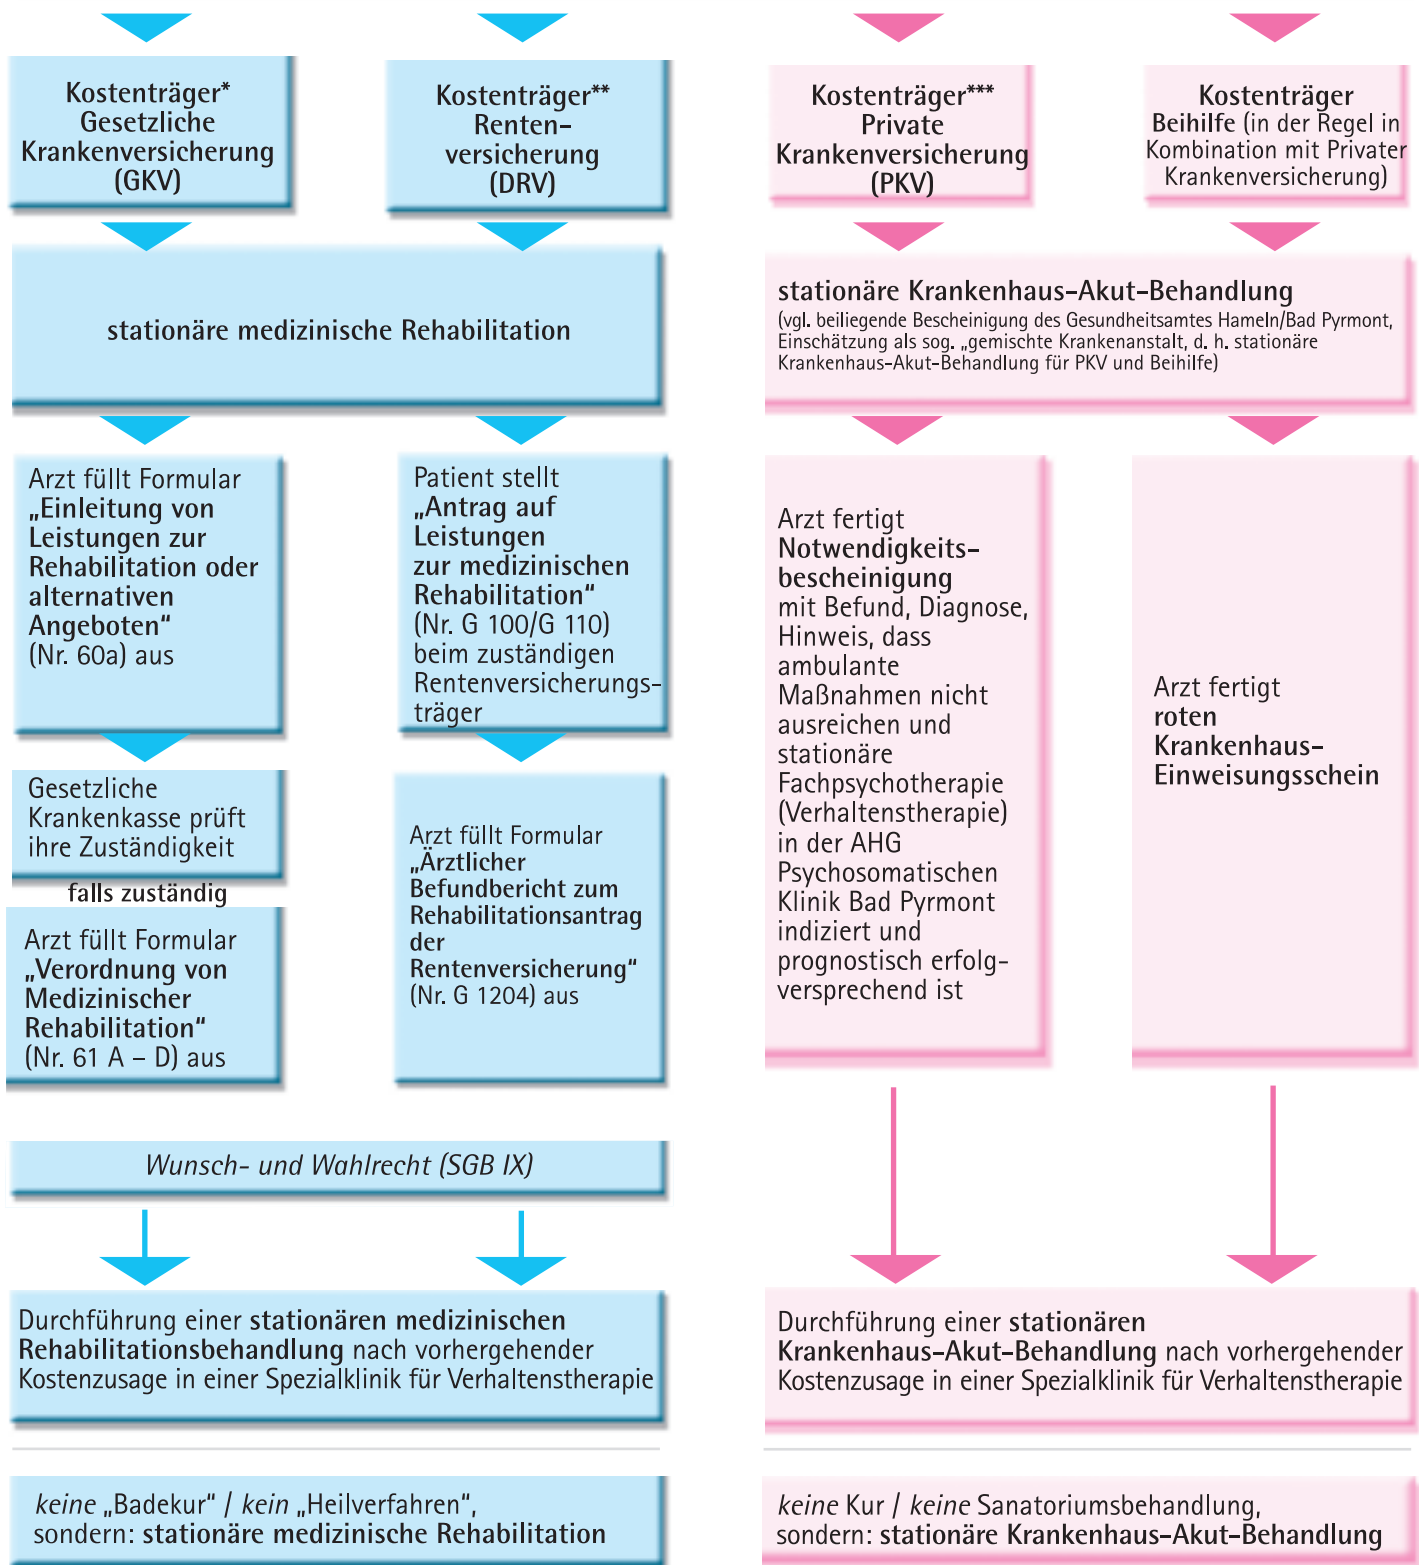 Kostenträger*
Gesetzliche
Krankenversicherung
(GKV)
Kostenträger**
Renten-
versicherung
(DRV)
Kostenträger***
Private
Krankenversicherung
(PKV)
Kostenträger
Beihilfe (in der Regel in
Kombination mit Privater
Krankenversicherung)
stationäre medizinische Rehabilitation
stationäre Krankenhaus-Akut-Behandlung
(vgl. beiliegende Bescheinigung des Gesundheitsamtes Hameln/Bad Pyrmont,
Einschätzung als sog. „gemischte Krankenanstalt, d. h. stationäre
Krankenhaus-Akut-Behandlung für PKV und Beihilfe)
Arzt füllt Formular
„Einleitung von
Leistungen zur
Rehabilitation oder
alternativen
Angeboten“
(Nr. 60a) aus
Patient stellt
„Antrag auf
Leistungen
zur medizinischen
Rehabilitation“
(Nr. G 100/G 110)
beim zuständigen
Rentenversicherungs-
träger
Arzt fertigt
Notwendigkeits-
bescheinigung
mit Befund, Diagnose,
Hinweis, dass
ambulante
Maßnahmen nicht
ausreichen und
stationäre
Fachpsychotherapie
(Verhaltenstherapie)
in der AHG
Psychosomatischen
Klinik Bad Pyrmont
indiziert und
prognostisch erfolg-
versprechend ist
Arzt fertigt
roten
Krankenhaus-
Einweisungsschein
Gesetzliche
Krankenkasse prüft
ihre Zuständigkeit
falls zuständig
Arzt füllt Formular
„Verordnung von
Medizinischer
Rehabilitation“
(Nr. 61 A – D) aus
Arzt füllt Formular
„Ärztlicher
Befundbericht zum
Rehabilitationsantrag
der
Rentenversicherung“
(Nr. G 1204) aus
Wunsch- und Wahlrecht (SGB IX)
Durchführung einer stationären medizinischen
Rehabilitationsbehandlung nach vorhergehender
Kostenzusage in einer Spezialklinik für Verhaltenstherapie
Durchführung einer stationären
Krankenhaus-Akut-Behandlung nach vorhergehender
Kostenzusage in einer Spezialklinik für Verhaltenstherapie
keine „Badekur“ / kein „Heilverfahren“,
sondern: stationäre medizinische Rehabilitation
keine Kur / keine Sanatoriumsbehandlung,
sondern: stationäre Krankenhaus-Akut-Behandlung